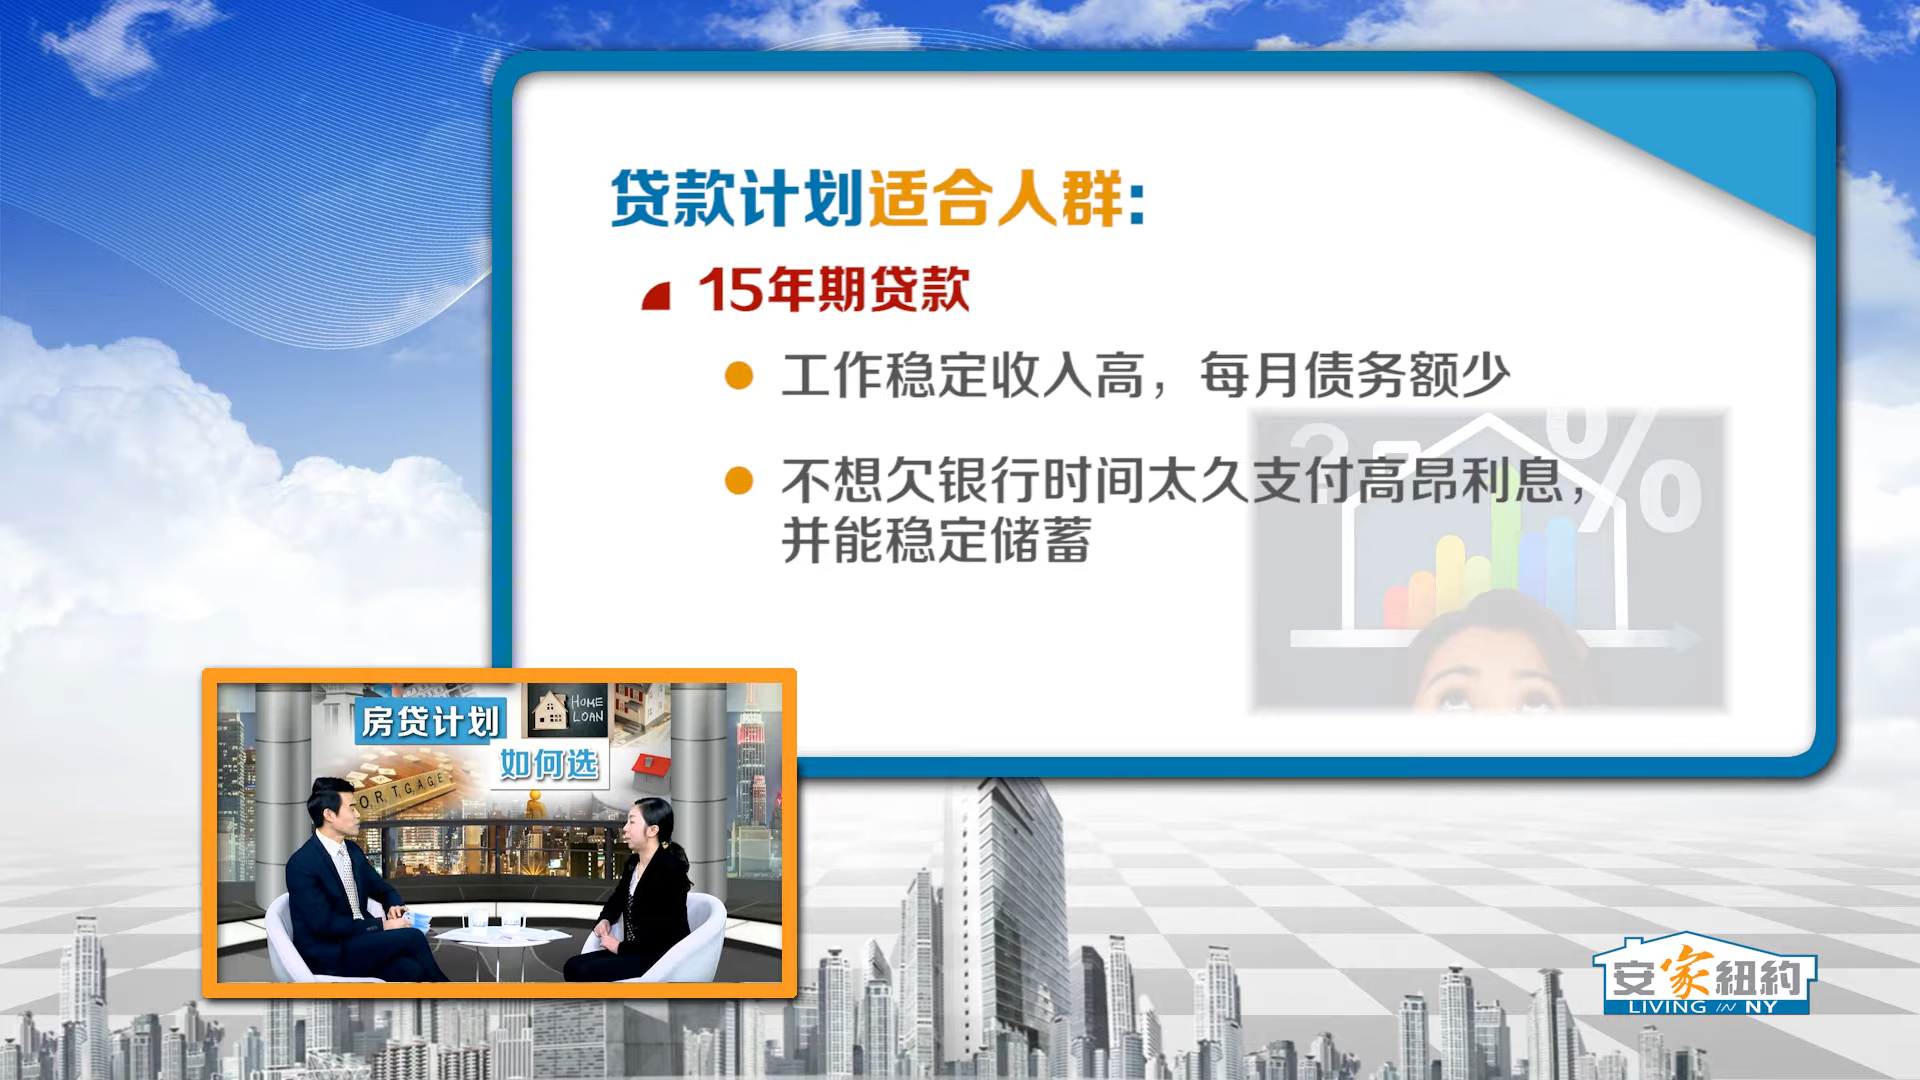 贷款计划适合人群:
15年期贷款
工作稳定收入高，每月债务额少
不想欠银行时间太久支付高昂利息，
并能稳定储蓄
? %
房贷计划
如何选
HOME
LOAN
ORTGAGE
安家紐約
LIVING IN NY